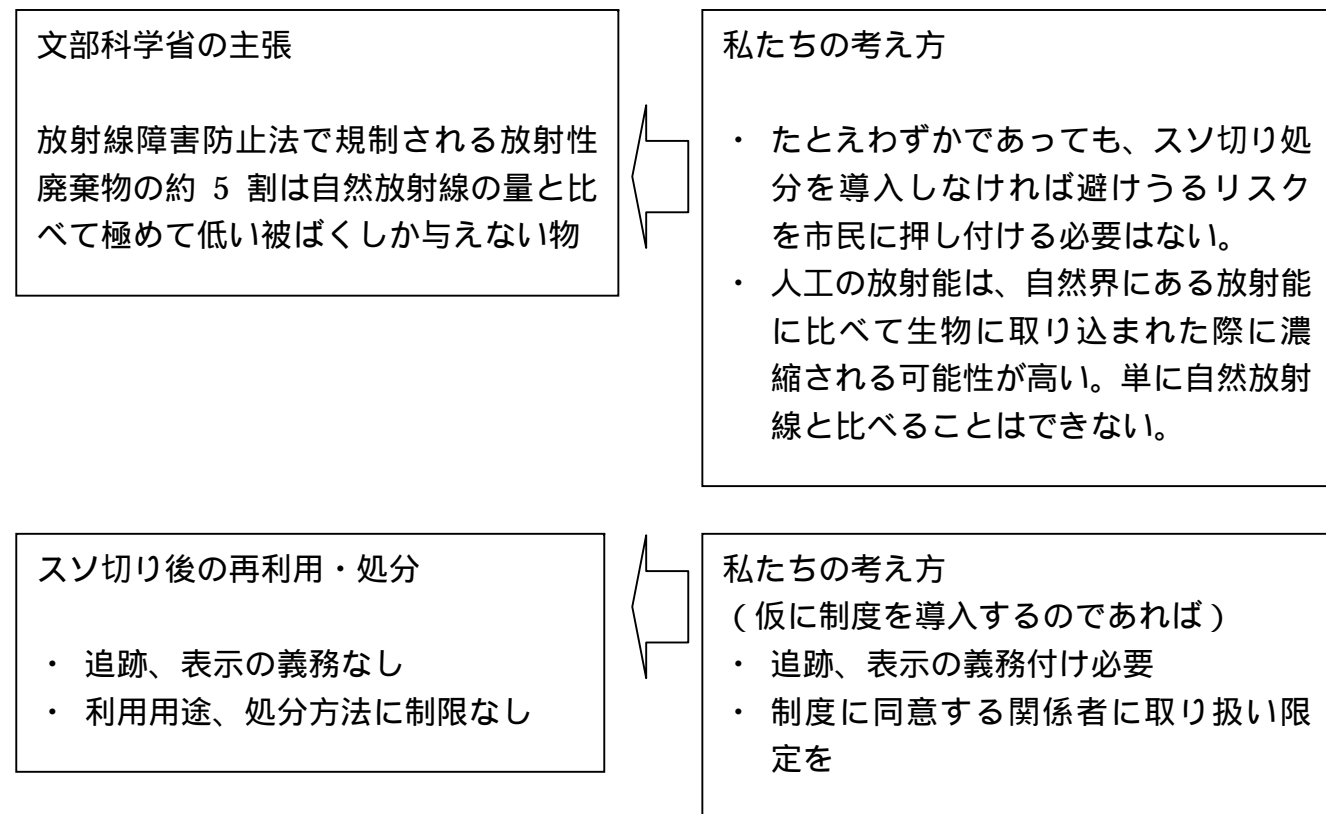 文部科学省の主張
放射線障害防止法で規制される放射性
廃棄物の約 5 割は自然放射線の量と比
べて極めて低い被ばくしか与えない物
私たちの考え方
・ たとえわずかであっても、スソ切り処
分を導入しなければ避けうるリスク
を市民に押し付ける必要はない。
・ 人工の放射能は、自然界にある放射能
に比べて生物に取り込まれた際に濃
縮される可能性が高い。単に自然放射
線と比べることはできない。
スソ切り後の再利用・処分
・ 追跡、表示の義務なし
・ 利用用途、処分方法に制限なし
私たちの考え方
(仮に制度を導入するのであれば)
・ 追跡、表示の義務付け必要
・ 制度に同意する関係者に取り扱い限
定を